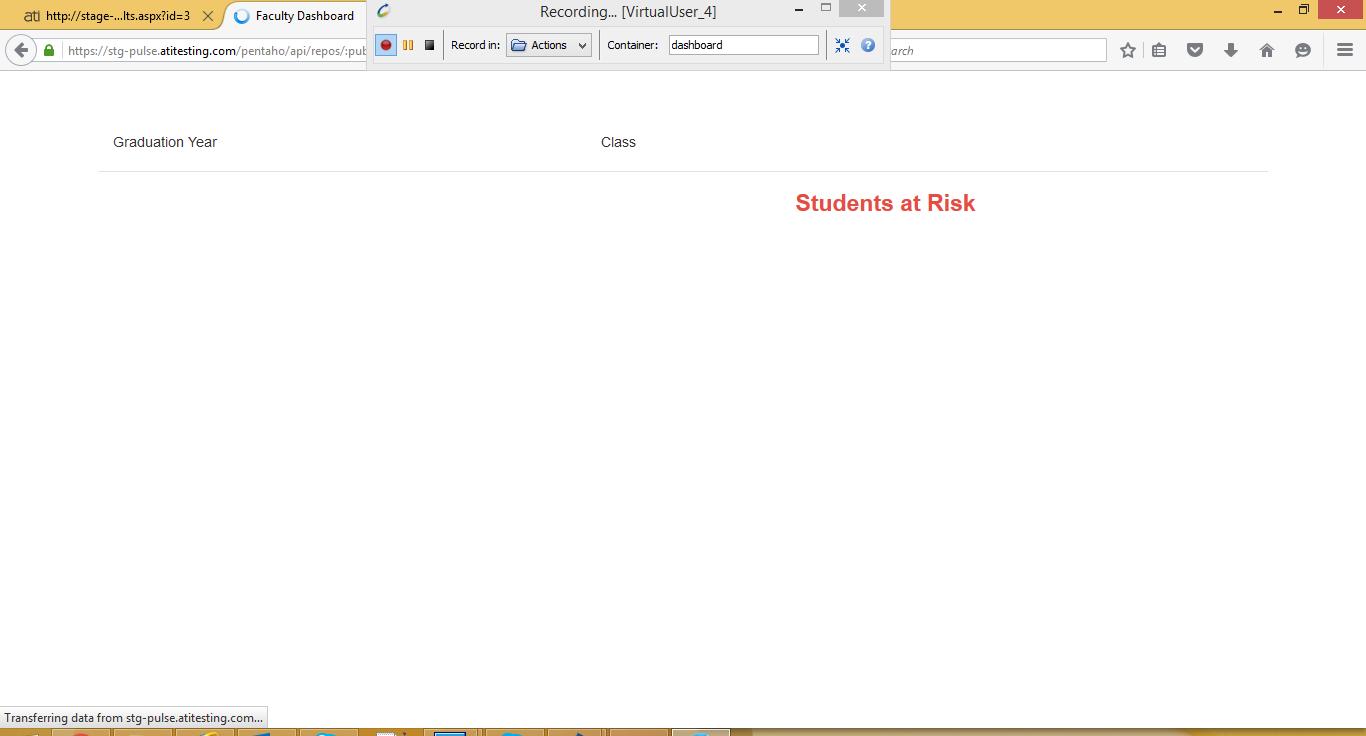 Recording... [VirtualUser_4]
ati http://stage-...lts.aspx?id=3
Faculty Dashboard
https://stg-pulse.atitesting.com/pentaho/api/repos/:pub
Record in: Actions
Container: dashboard
arch
Graduation Year
Class
Students at Risk
Transferring data from stg-pulse.atitesting.com...